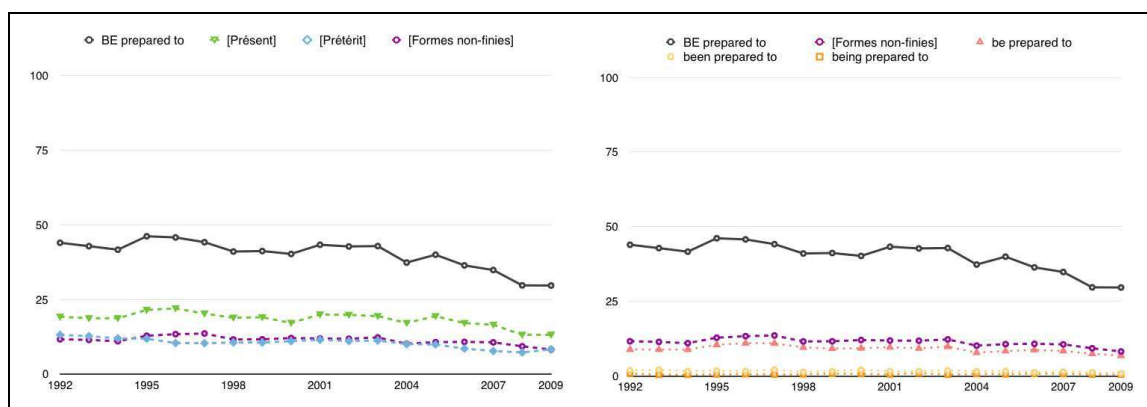 BE prepared to [Présent] [Prétérit] [Formes non-finies]
100
75
50
25
0
1992 1995 1998 2001 2004 2007 2009
BE prepared to [Formes non-finies] be prepared to
been prepared to being prepared to
100
75
50
25
0
1992 1995 1998 2001 2004 2007 2009